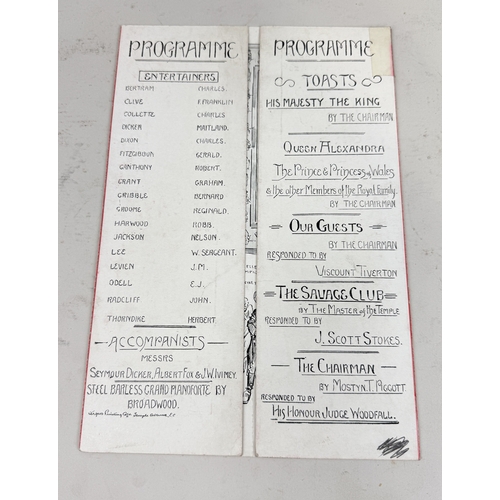 PROGRAMME
ENTERTAINERS
BERTRAM CHARLES.
CLIVE FRANKLIN
COLLETTE CHARLES
DICKER MAITLAND.
DIXON CHARLES.
FITZGIBBON GERALD.
GANTHONY ROBERT.
GRANT GRAHAM.
GRIBBLE BERNARD
GROOME REGINALD.
HARWOOD ROBB.
JACKSON NELSON.
LEE W. SERGEANT.
LEVIEN J.M.
ODELL E.J.
RADCLIFF JOHN.
THORNDIKE HERBERT.
ACCOMPANISTS
MESSRS
SEYMOUR DICKER, ALBERT FOX & J.W. IVIMEY.
STEEL BARLESS GRAND PIANOFORTE BY
BROADWOOD.
PROGRAMME
TOASTS
HIS MAJESTY THE KING
BY THE CHAIRMAN
QUEEN ALEXANDRA
The PRINCE & PRINCESS of WALES
& the other Members of the Royal Family.
BY THE CHAIRMAN
OUR GUESTS
BY THE CHAIRMAN
RESPONDED TO BY
VISCOUNT TIVERTON
THE SAVAGE CLUB
BY THE MASTER of the TEMPLE
RESPONDED TO BY
J. SCOTT STOKES.
THE CHAIRMAN
BY MOSTYN. T. PIGGOTT
RESPONDED TO BY
HIS HONOUR JUDGE WOODFALL.